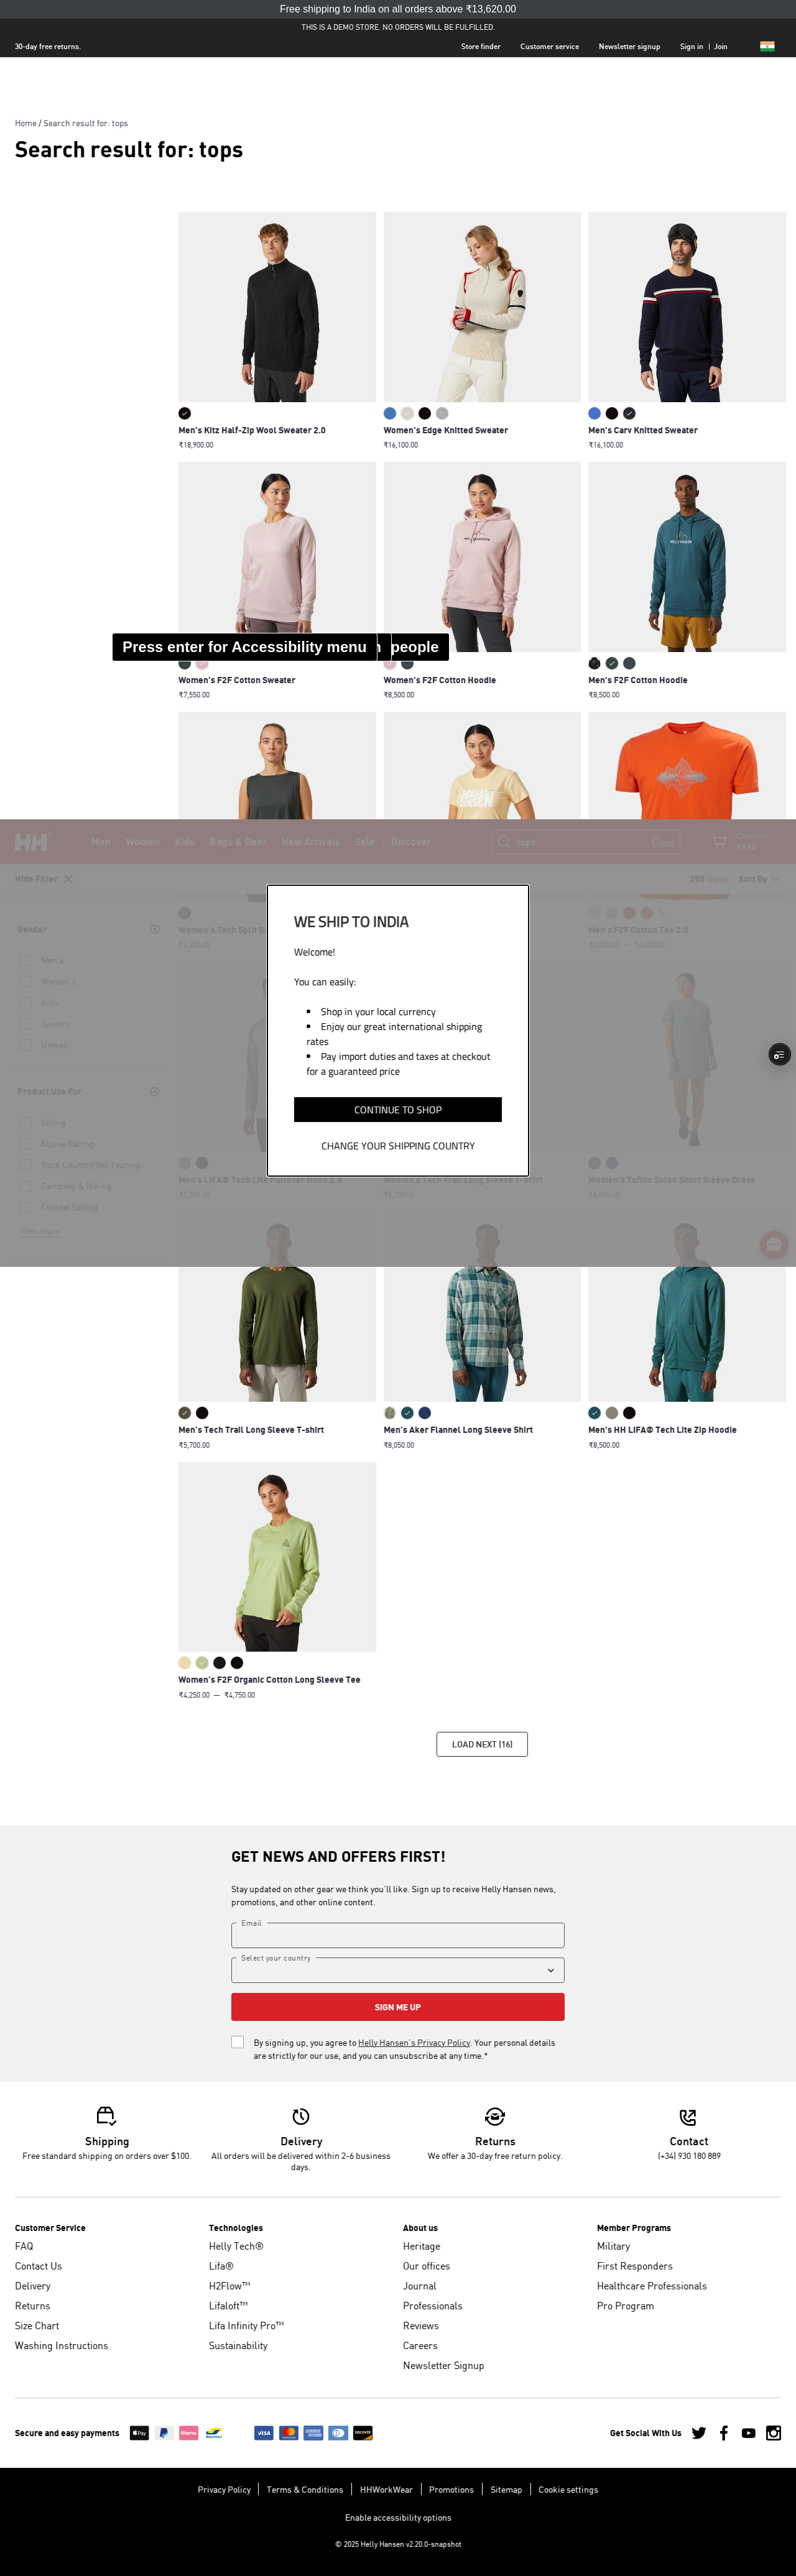 Free shipping to India on all orders above ₹13,620.00
THIS IS A DEMO STORE. NO ORDERS WILL BE FULFILLED.
30-day free returns.
Store finder
Customer service
Newsletter signup
Sign in | Join
Home / Search result for: tops
Search result for: tops
Men's Kitz Half-Zip Wool Sweater 2.0
₹18,900.00
Women's Edge Knitted Sweater
₹16,100.00
Men's Carv Knitted Sweater
₹16,100.00
HELLY HANSEN
HELLY HANSEN
Press enter for Accessibility menu
people
Women's F2F Cotton Sweater
₹7,550.00
Women's F2F Cotton Hoodie
₹8,500.00
Men's F2F Cotton Hoodie
₹8,500.00
HELLY HANSEN
HH
Men
Women
Kids
Bags & Gear
New Arrivals
Sale
Discover
tops
Clear
Checkout
₹0.00
Hide Filter
250 Items
Sort By
Gender
Men's
Women's
Kids
Juniors
Unisex
Product Use For
Skiing
Alpine Racing
Back Country/Ski Touring
Camping & Hiking
Coastal Sailing
View more
Women's Tech Split Ba
Men's F2F Cotton Tee 2.0
WE SHIP TO INDIA
Welcome!
You can easily:
Shop in your local currency
Enjoy our great international shipping
rates
Pay import duties and taxes at checkout
for a guaranteed price
CONTINUE TO SHOP
CHANGE YOUR SHIPPING COUNTRY
Men's LIFA® Tech Lite Pullover Hood 2.0
₹7,550.00
Women's Tech Trail Long Sleeve T-shirt
₹5,700.00
Women's Tofino Solen Short Sleeve Dress
Men's Tech Trail Long Sleeve T-shirt
₹5,700.00
Men's Aker Flannel Long Sleeve Shirt
₹8,050.00
Men's HH LIFA® Tech Lite Zip Hoodie
₹8,500.00
Women's F2F Organic Cotton Long Sleeve Tee
₹4,250.00 — ₹4,750.00
LOAD NEXT (16)
GET NEWS AND OFFERS FIRST!
Stay updated on other gear we think you'll like. Sign up to receive Helly Hansen news,
promotions, and other online content.
Email
Select your country
SIGN ME UP
By signing up, you agree to Helly Hansen's Privacy Policy. Your personal details
are strictly for our use, and you can unsubscribe at any time.*
Shipping
Free standard shipping on orders over $100.
Delivery
All orders will be delivered within 2-6 business
days.
Returns
We offer a 30-day free return policy.
Contact
(+34) 930 180 889
Customer Service
FAQ
Contact Us
Delivery
Returns
Size Chart
Washing Instructions
Technologies
Helly Tech®
Lifa®
H2Flow™
Lifaloft™
Lifa Infinity Pro™
Sustainability
About us
Heritage
Our offices
Journal
Professionals
Reviews
Careers
Newsletter Signup
Member Programs
Military
First Responders
Healthcare Professionals
Pro Program
Secure and easy payments
Pay
Klarna.
VISA
DISCOVER
Get Social With Us
Privacy Policy
Terms & Conditions
HHWorkWear
Promotions
Sitemap
Cookie settings
Enable accessibility options
© 2025 Helly Hansen v2.20.0-snapshot